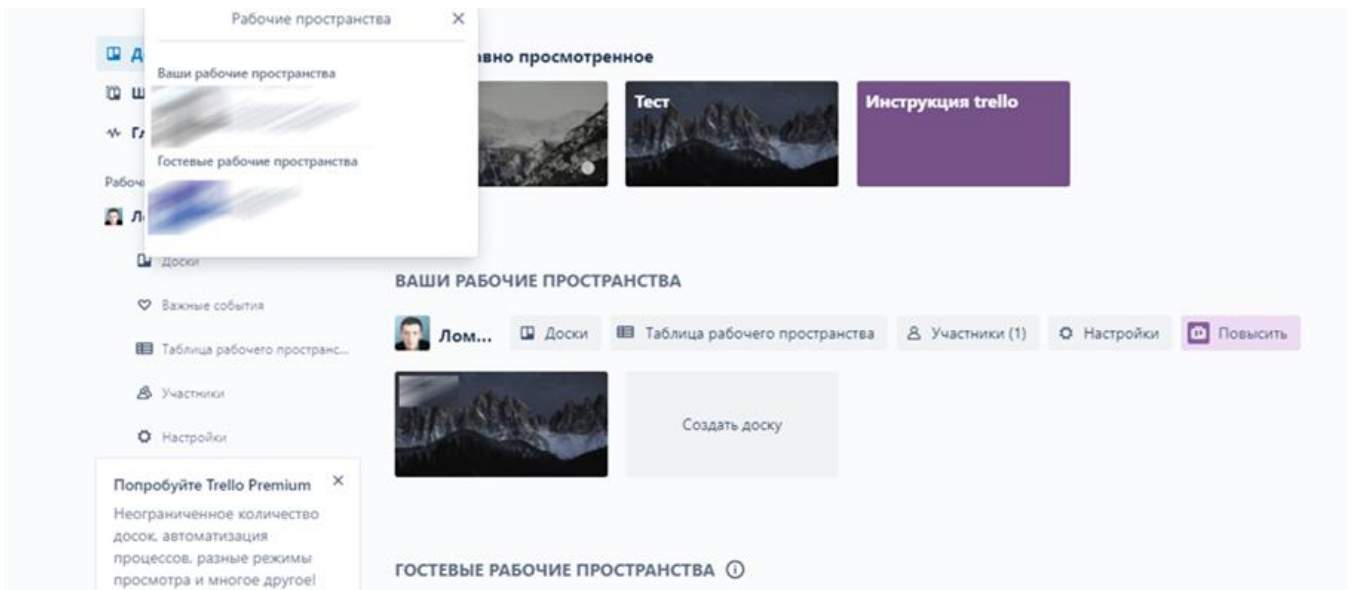 Рабочие пространства
Ваши рабочие пространства
Гостевые рабочие пространства
просмотренное
Тест
Инструкция trello
Доски
Важные события
Таблица рабочего пространс...
Участники
Настройки
Попробуйте Trello Premium
Неограниченное количество
досок, автоматизация
процессов, разные режимы
просмотра и многое другое!
ВАШИ РАБОЧИЕ ПРОСТРАНСТВА
Лом... Доски Таблица рабочего пространства Участники (1) Настройки Повысить
Создать доску
ГОСТЕВЫЕ РАБОЧИЕ ПРОСТРАНСТВА